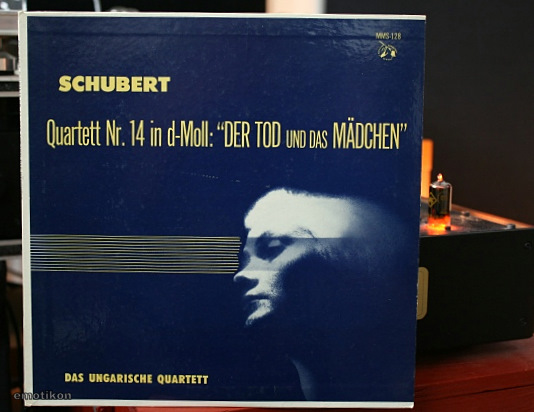 MMS-128
SCHUBERT
Quartett Nr. 14 in d-Moll: "DER TOD UND DAS MÄDCHEN"
DAS UNGARISCHE QUARTETT
emotikon